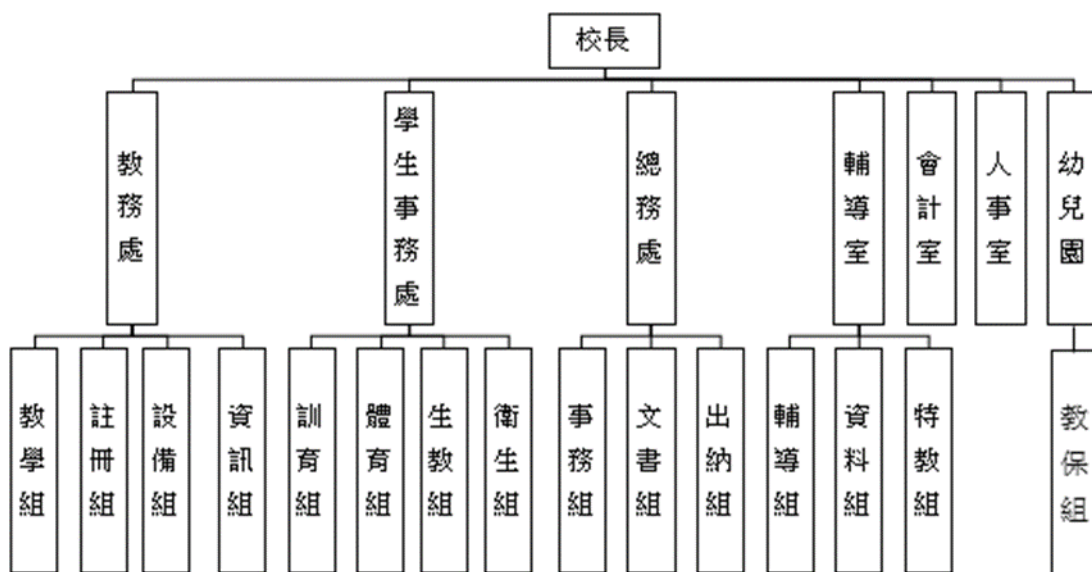 校長
教務處
學生事務處
總務處
輔導室
會計室
人事室
幼兒園
教學組
註冊組
設備組
資訊組
訓育組
體育組
生教組
衛生組
事務組
文書組
出納組
輔導組
資料組
特教組
教保組